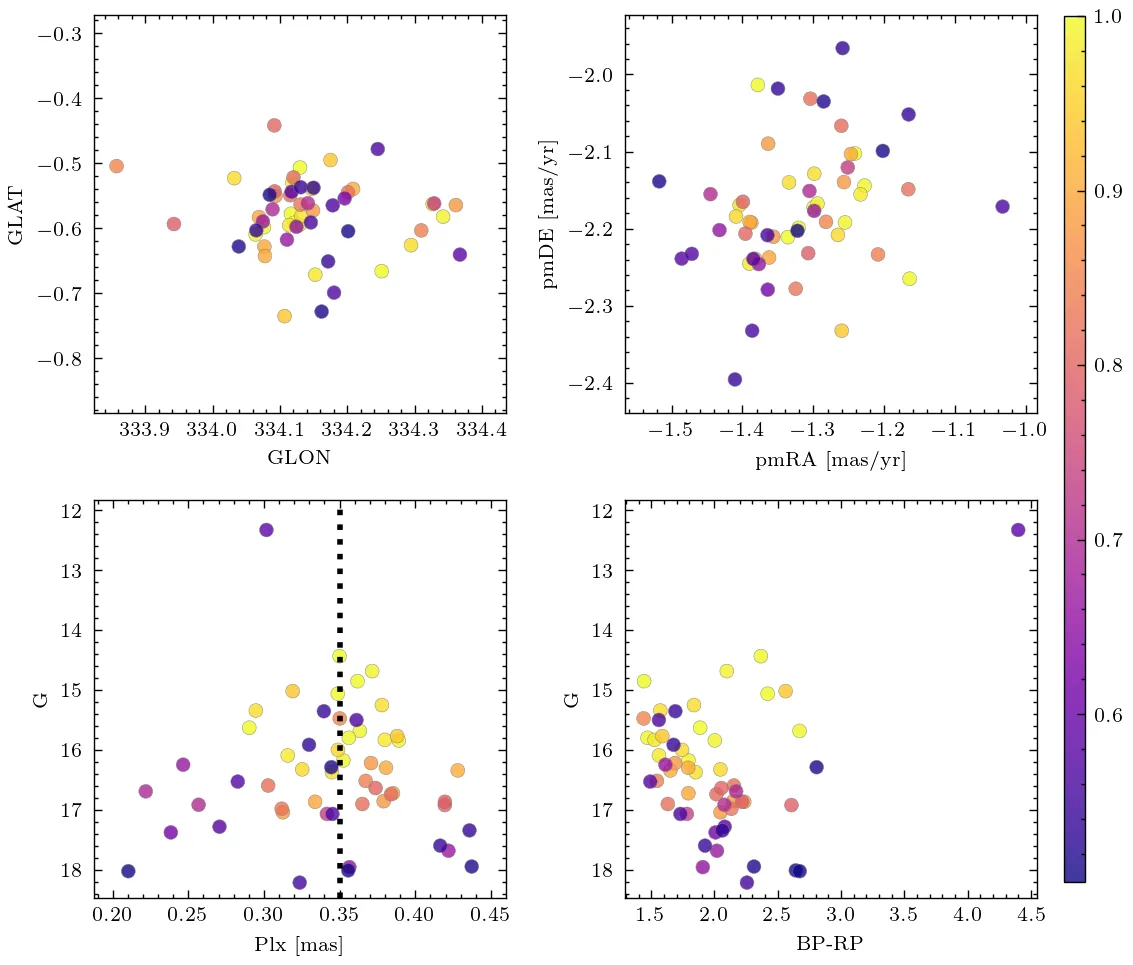 −0.3
−0.4
−0.5
−0.6
−0.7
−0.8
GLAT
333.9 334.0 334.1 334.2 334.3 334.4
GLON
−2.0
−2.1
−2.2
−2.3
−2.4
pmDE [mas/yr]
−1.5 −1.4 −1.3 −1.2 −1.1 −1.0
pmRA [mas/yr]
1.0
0.9
0.8
0.7
0.6
12
13
14
15
16
17
18
G
0.20 0.25 0.30 0.35 0.40 0.45
Plx [mas]
12
13
14
15
16
17
18
G
1.5 2.0 2.5 3.0 3.5 4.0 4.5
BP-RP